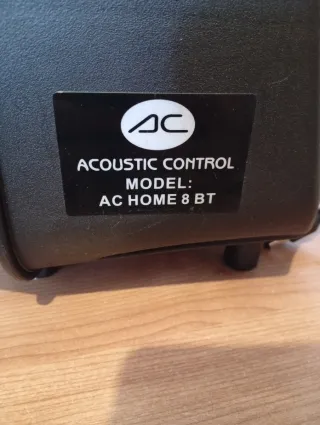 AC
ACOUSTIC CONTROL
MODEL:
AC HOME 8 BT